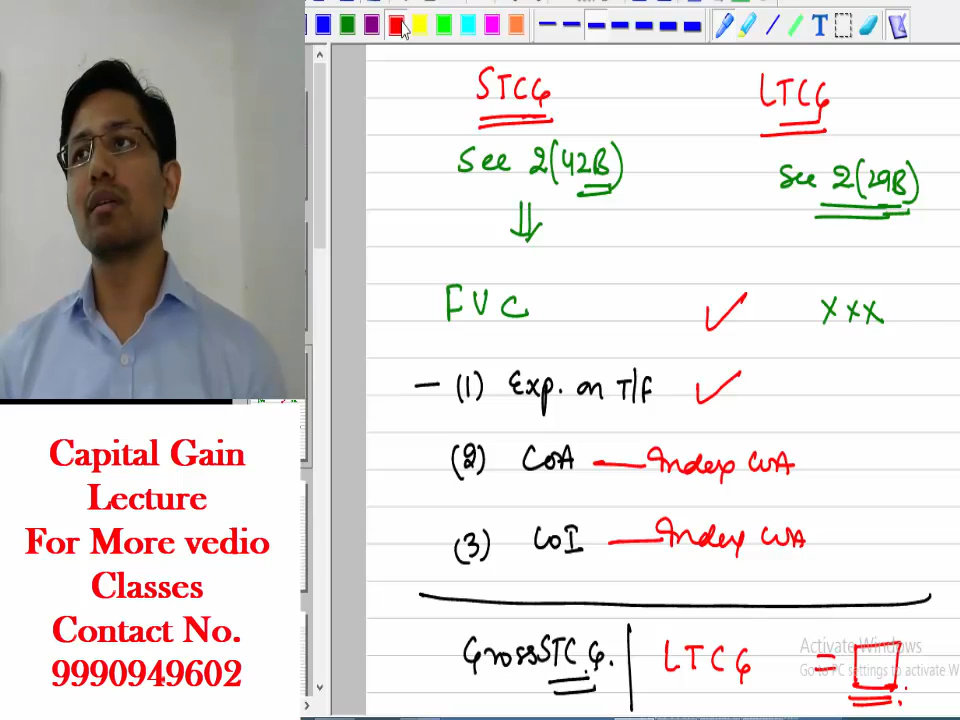 STCG LTCG
See 2(42B) See 2(29B)
FVC ✓ xxx
– (1) Exp. on T/F ✓
(2) CoA — Index CoA
(3) CoI — Index CoA
Gross STCG. | LTCG =
Capital Gain
Lecture
For More vedio
Classes
Contact No.
9990949602
T
Activate Windows
Go to PC settings to activate W